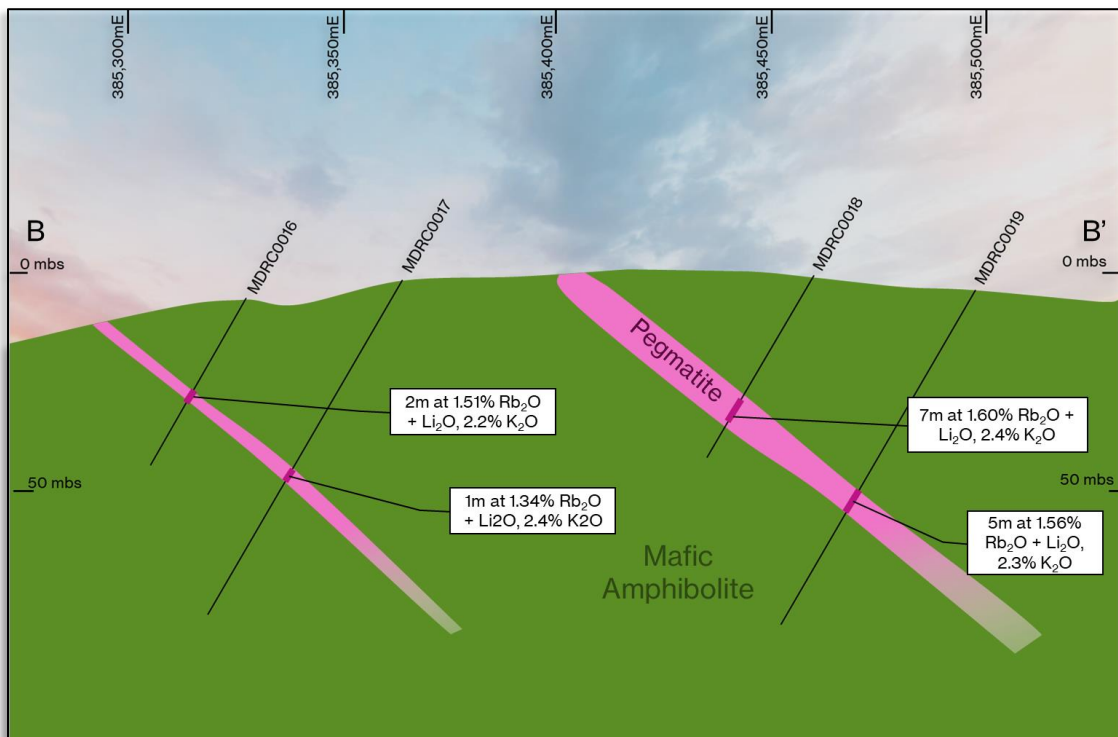 385,300mE
385,350mE
385,400mE
385,450mE
385,500mE
B
B'
0 mbs
0 mbs
MDRC0016
MDRC0017
MDRC0018
MDRC0019
Pegmatite
2m at 1.51% Rb₂O
+ Li₂O, 2.2% K₂O
7m at 1.60% Rb₂O +
Li₂O, 2.4% K₂O
50 mbs
50 mbs
1m at 1.34% Rb₂O
+ Li2O, 2.4% K2O
5m at 1.56%
Rb₂O + Li₂O,
2.3% K₂O
Mafic
Amphibolite